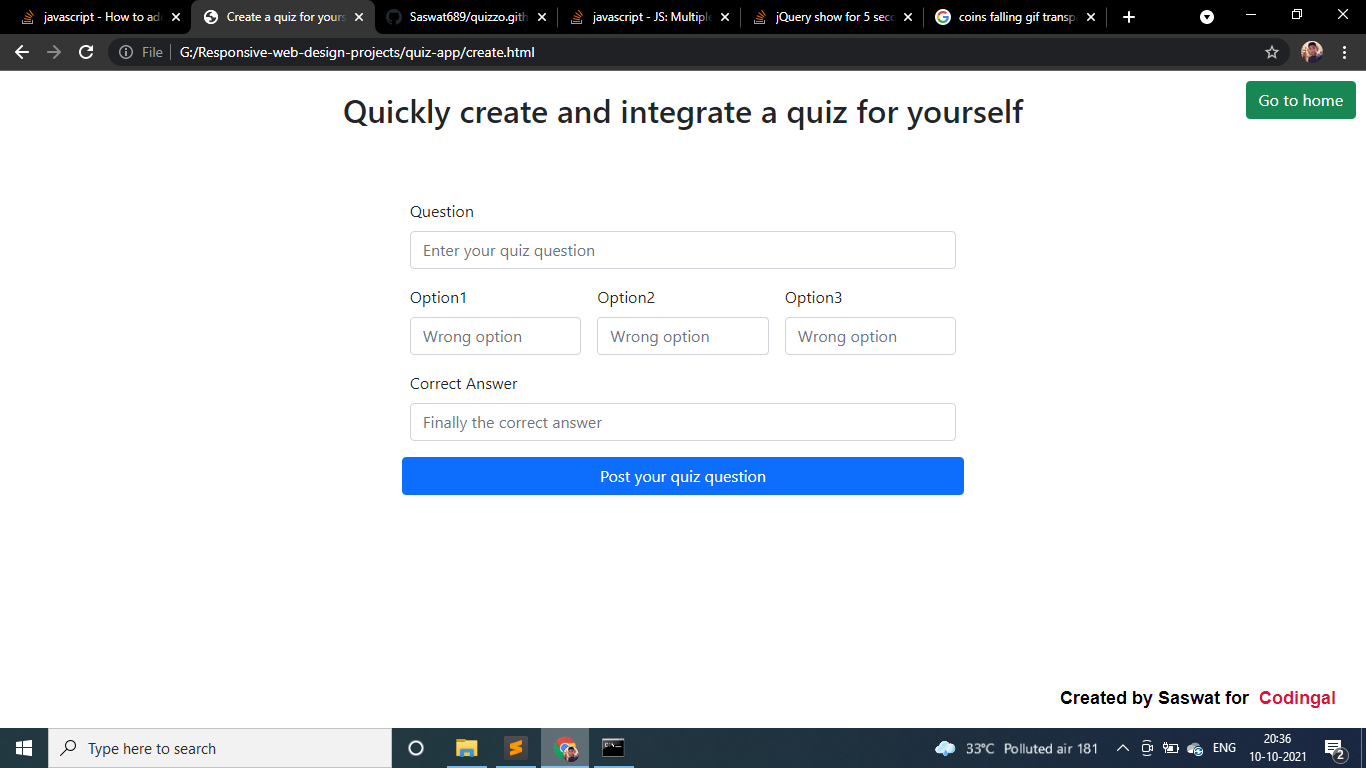 javascript - How to ad
Create a quiz for yours
Saswat689/quizzo.gith
javascript - JS: Multiple
jQuery show for 5 seco
coins falling gif transp
File
G:/Responsive-web-design-projects/quiz-app/create.html
Quickly create and integrate a quiz for yourself
Go to home
Question
Enter your quiz question
Option1 Option2 Option3
Wrong option Wrong option Wrong option
Correct Answer
Finally the correct answer
Post your quiz question
Created by Saswat for Codingal
Type here to search
33°C Polluted air 181
ENG
20:36
10-10-2021
2